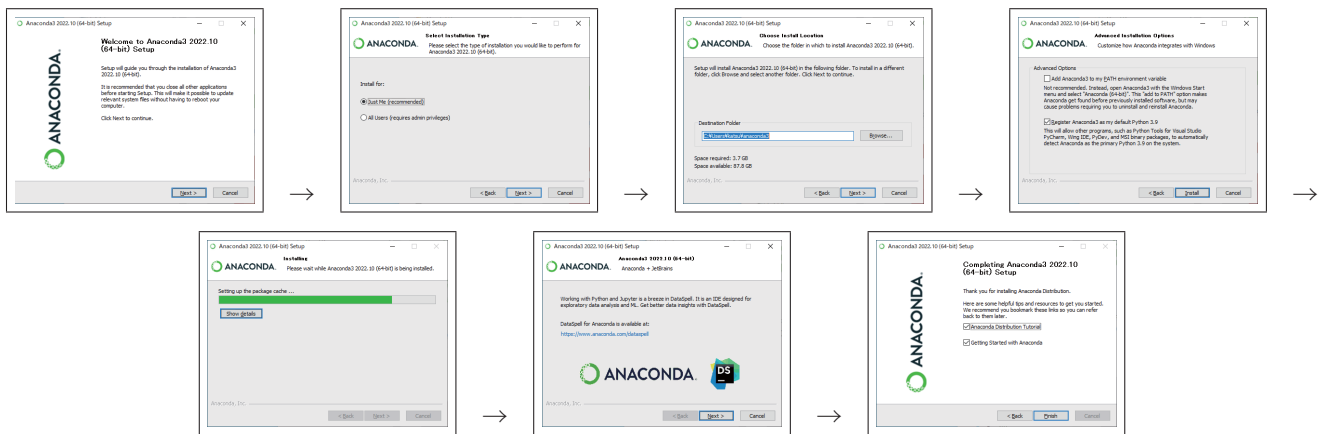 Anaconda3 2022.10 (64-bit) Setup
ANACONDA.
Welcome to Anaconda3 2022.10
(64-bit) Setup
Setup will guide you through the installation of Anaconda3
2022.10 (64-bit).
It is recommended that you close all other applications
before starting Setup. This will make it possible to update
relevant system files without having to reboot your
computer.
Click Next to continue.
Next >
Cancel
→
Anaconda3 2022.10 (64-bit) Setup
ANACONDA.
Select Installation Type
Please select the type of installation you would like to perform for
Anaconda3 2022.10 (64-bit).
Install for:
Just Me (recommended)
All Users (requires admin privileges)
Anaconda, Inc.
< Back
Next >
Cancel
→
Anaconda3 2022.10 (64-bit) Setup
ANACONDA.
Choose Install Location
Choose the folder in which to install Anaconda3 2022.10 (64-bit).
Setup will install Anaconda3 2022.10 (64-bit) in the following folder. To install in a different
folder, click Browse and select another folder. Click Next to continue.
Destination Folder
C:¥Users¥katsu¥anaconda3
Browse...
Space required: 3.7 GB
Space available: 87.8 GB
Anaconda, Inc.
< Back
Next >
Cancel
→
Anaconda3 2022.10 (64-bit) Setup
ANACONDA.
Advanced Installation Options
Customize how Anaconda integrates with Windows
Advanced Options
Add Anaconda3 to my PATH environment variable
Not recommended. Instead, open Anaconda3 with the Windows Start
menu and select "Anaconda (64-bit)". This "add to PATH" option makes
Anaconda get found before previously installed software, but may
cause problems requiring you to uninstall and reinstall Anaconda.
Register Anaconda3 as my default Python 3.9
This will allow other programs, such as Python Tools for Visual Studio
PyCharm, Wing IDE, PyDev, and MSI binary packages, to automatically
detect Anaconda as the primary Python 3.9 on the system.
Anaconda, Inc.
< Back
Install
Cancel
→
Anaconda3 2022.10 (64-bit) Setup
ANACONDA.
Installing
Please wait while Anaconda3 2022.10 (64-bit) is being installed.
Setting up the package cache ...
Show details
Anaconda, Inc.
< Back
Next >
Cancel
→
Anaconda3 2022.10 (64-bit) Setup
ANACONDA.
Anaconda3 2022.10 (64-bit)
Anaconda + JetBrains
Working with Python and Jupyter is a breeze in DataSpell. It is an IDE designed for
exploratory data analysis and ML. Get better data insights with DataSpell.
DataSpell for Anaconda is available at:
https://www.anaconda.com/dataspell
ANACONDA.
DS
Anaconda, Inc.
< Back
Next >
Cancel
→
Anaconda3 2022.10 (64-bit) Setup
ANACONDA.
Completing Anaconda3 2022.10
(64-bit) Setup
Thank you for installing Anaconda Distribution.
Here are some helpful tips and resources to get you started.
We recommend you bookmark these links so you can refer
back to them later.
Anaconda Distribution Tutorial
Getting Started with Anaconda
< Back
Finish
Cancel